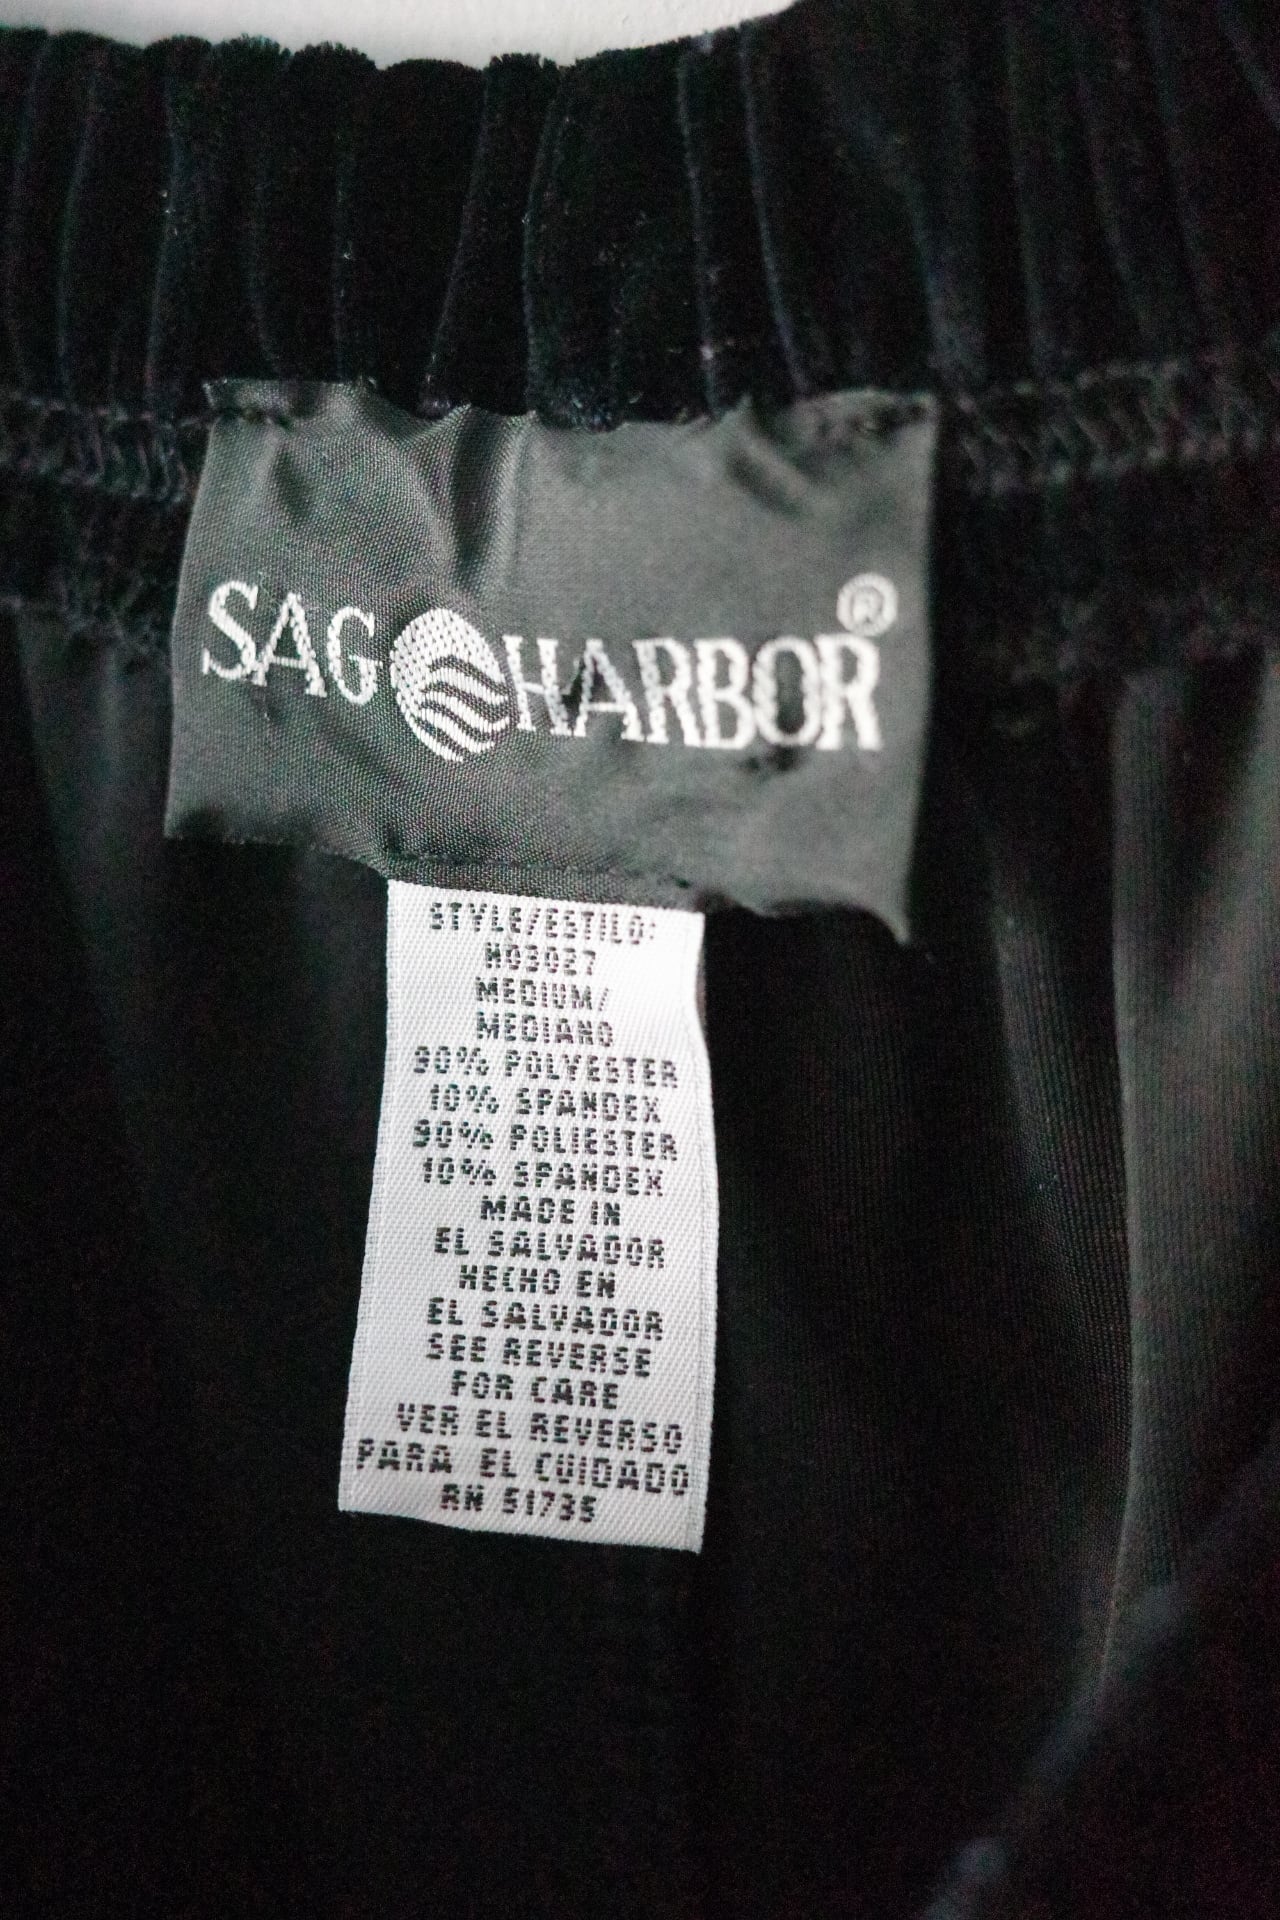 SAG HARBOR®
STYLE/ESTILO:
H03027
MEDIUM/
MEDIANO
90% POLYESTER
10% SPANDEX
90% POLIESTER
10% SPANDEX
MADE IN
EL SALVADOR
HECHO EN
EL SALVADOR
SEE REVERSE
FOR CARE
VER EL REVERSO
PARA EL CUIDADO
RN 51735